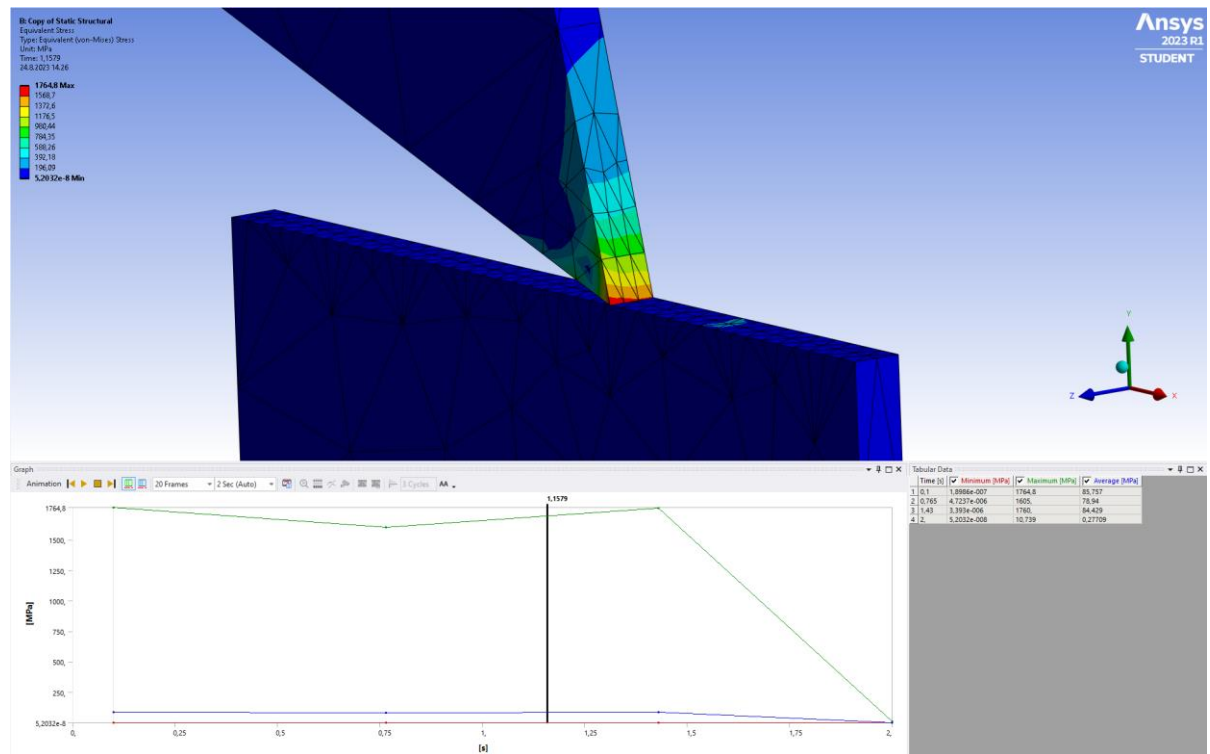 B: Copy of Static Structural
Equivalent Stress
Type: Equivalent (von-Mises) Stress
Unit: MPa
Time: 1,1579
24.8.2023 14.26
1764,8 Max
1568,7
1372,6
1176,5
980,44
784,35
588,26
392,18
196,09
5,2032e-8 Min
Ansys
2023 R1
STUDENT
Y
Z
X
Graph
Animation
20 Frames
2 Sec (Auto)
3 Cycles
AA
1,1579
1764,8
1500,
1250,
1000,
750,
500,
250,
5,2032e-8
[MPa]
0,
0,25
0,5
0,75
1,
1,25
1,5
1,75
2,
[s]
Tabular Data
Time [s] Minimum [MPa] Maximum [MPa] Average [MPa]
1 0,1 1,8986e-007 1764,8 85,757
2 0,765 4,7237e-006 1605, 78,94
3 1,43 3,393e-006 1760, 84,429
4 2, 5,2032e-008 10,739 0,27709